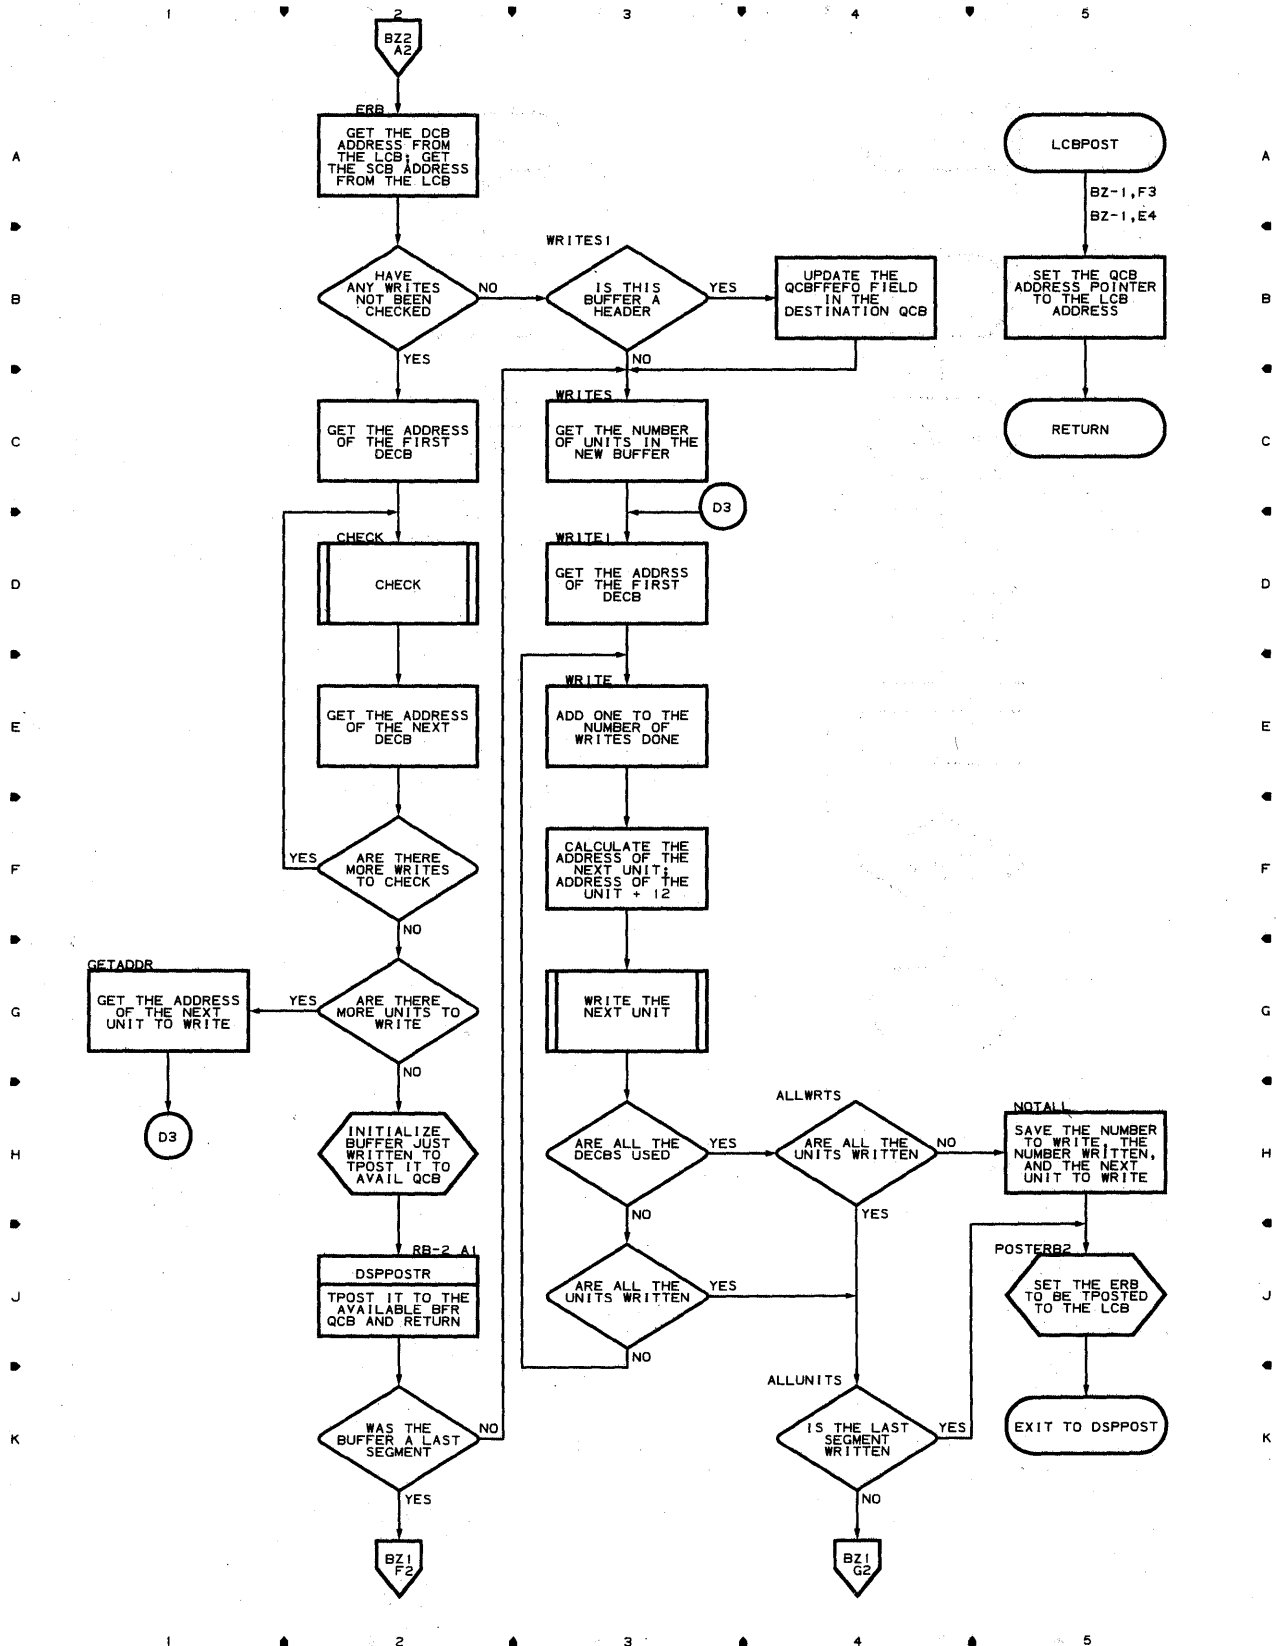 1 2 3 4 5
BZ2
A2
ERB
GET THE DCB
ADDRESS FROM
THE LCB; GET
THE SCB ADDRESS
FROM THE LCB
LCBPOST
A A
BZ-1,F3
BZ-1,E4
HAVE
ANY WRITES
NOT BEEN
CHECKED
NO
YES
WRITES1
IS THIS
BUFFER A
HEADER
YES
NO
UPDATE THE
QCBFFEFO FIELD
IN THE
DESTINATION QCB
SET THE QCB
ADDRESS POINTER
TO THE LCB
ADDRESS
B B
GET THE ADDRESS
OF THE FIRST
DECB
WRITES
GET THE NUMBER
OF UNITS IN THE
NEW BUFFER
RETURN
C C
D3
CHECK
CHECK
WRITE1
GET THE ADDRSS
OF THE FIRST
DECB
D D
GET THE ADDRESS
OF THE NEXT
DECB
WRITE
ADD ONE TO THE
NUMBER OF
WRITES DONE
E E
YES
ARE THERE
MORE WRITES
TO CHECK
NO
CALCULATE THE
ADDRESS OF THE
NEXT UNIT;
ADDRESS OF THE
UNIT + 12
F F
GETADDR
GET THE ADDRESS
OF THE NEXT
UNIT TO WRITE
YES
ARE THERE
MORE UNITS TO
WRITE
NO
WRITE THE
NEXT UNIT
G G
D3
INITIALIZE
BUFFER JUST
WRITTEN TO
TPOST IT TO
AVAIL QCB
ARE ALL THE
DECBS USED
YES
NO
ALLWRTS
ARE ALL THE
UNITS WRITTEN
NO
YES
NOTALL
SAVE THE NUMBER
TO WRITE, THE
NUMBER WRITTEN,
AND THE NEXT
UNIT TO WRITE
H H
RB-2 A1
DSPPOSTR
TPOST IT TO THE
AVAILABLE BFR
QCB AND RETURN
ARE ALL THE
UNITS WRITTEN
YES
NO
POSTERB2
SET THE ERB
TO BE TPOSTED
TO THE LCB
J J
WAS THE
BUFFER A LAST
SEGMENT
NO
YES
ALLUNITS
IS THE LAST
SEGMENT
WRITTEN
YES
NO
EXIT TO DSPPOST
K K
BZ1
F2
BZ1
G2
1 2 3 4 5